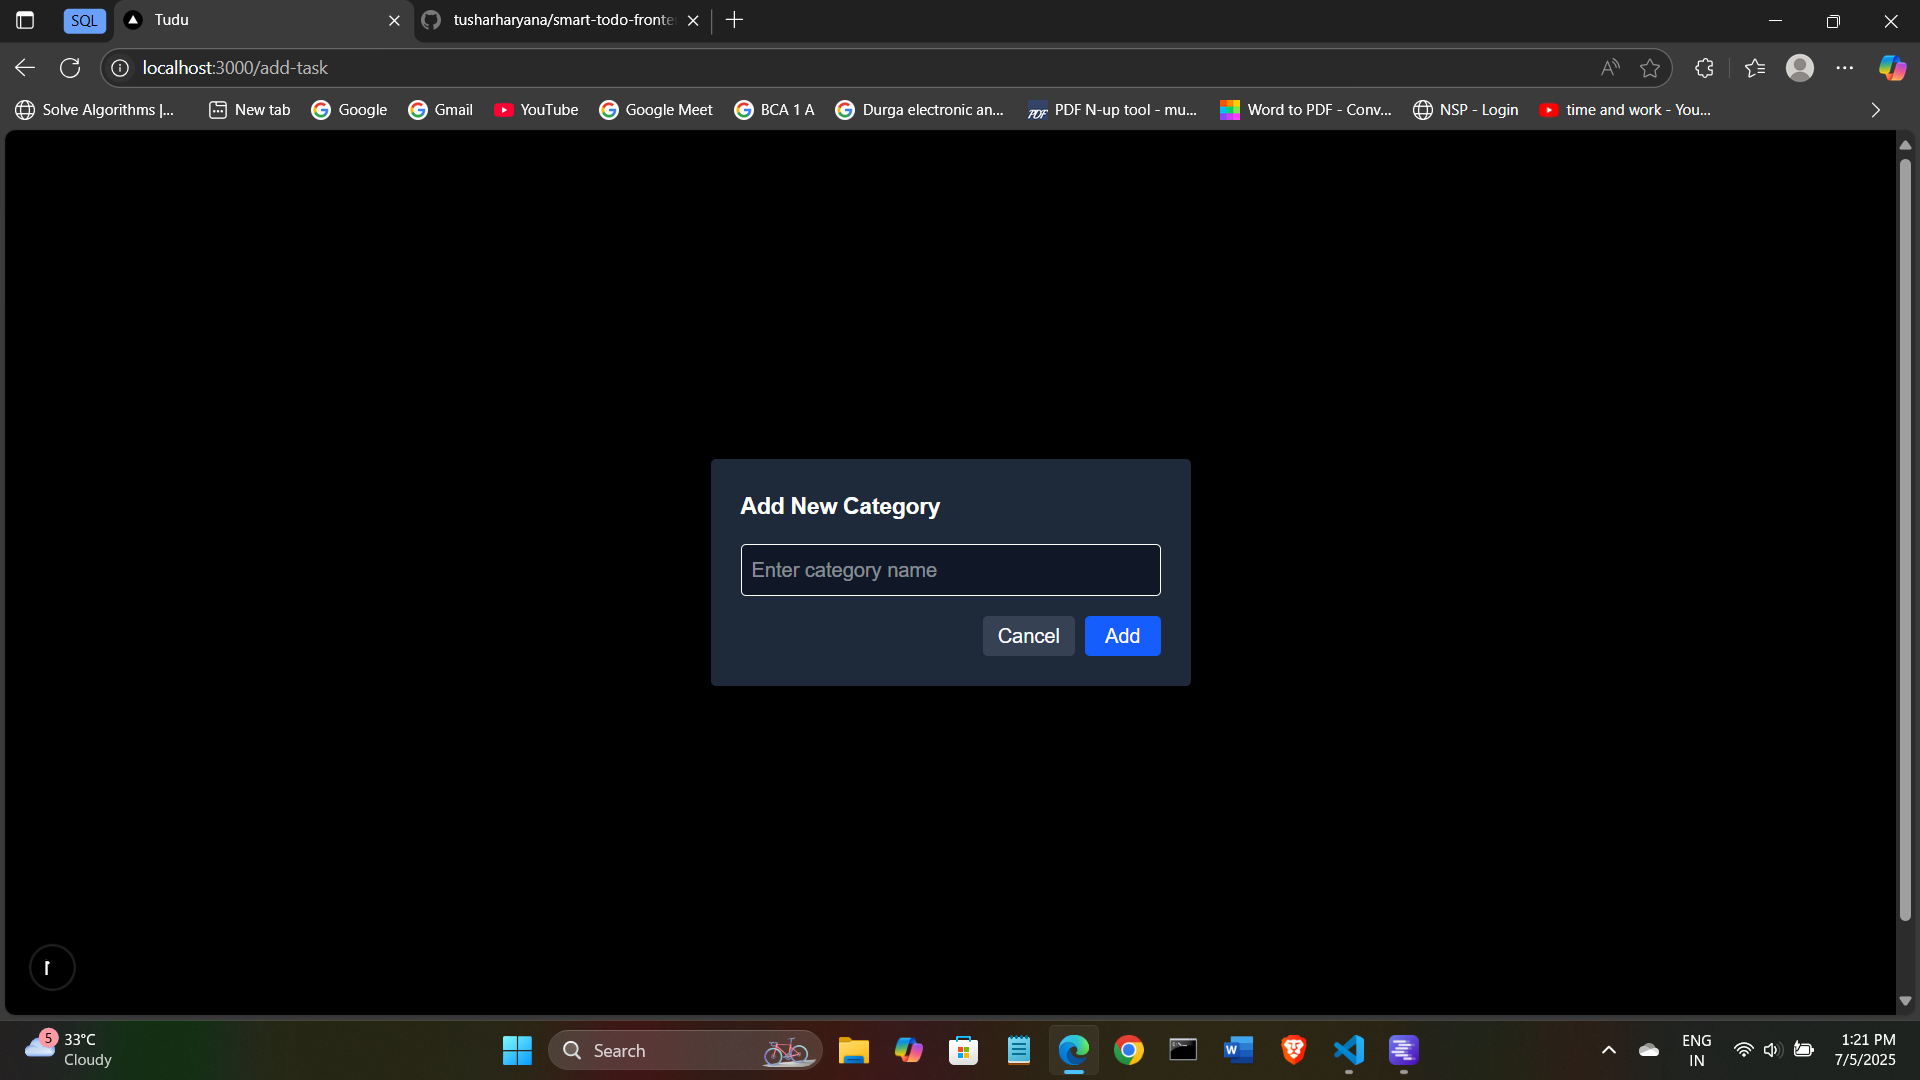 SQL
Tudu
tusharharyana/smart-todo-fronte
localhost:3000/add-task
Solve Algorithms |...
New tab
Google
Gmail
YouTube
Google Meet
BCA 1 A
Durga electronic an...
PDF N-up tool - mu...
Word to PDF - Conv...
NSP - Login
time and work - You...
Add New Category
Enter category name
Cancel
Add
5
33°C
Cloudy
Search
ENG
IN
1:21 PM
7/5/2025